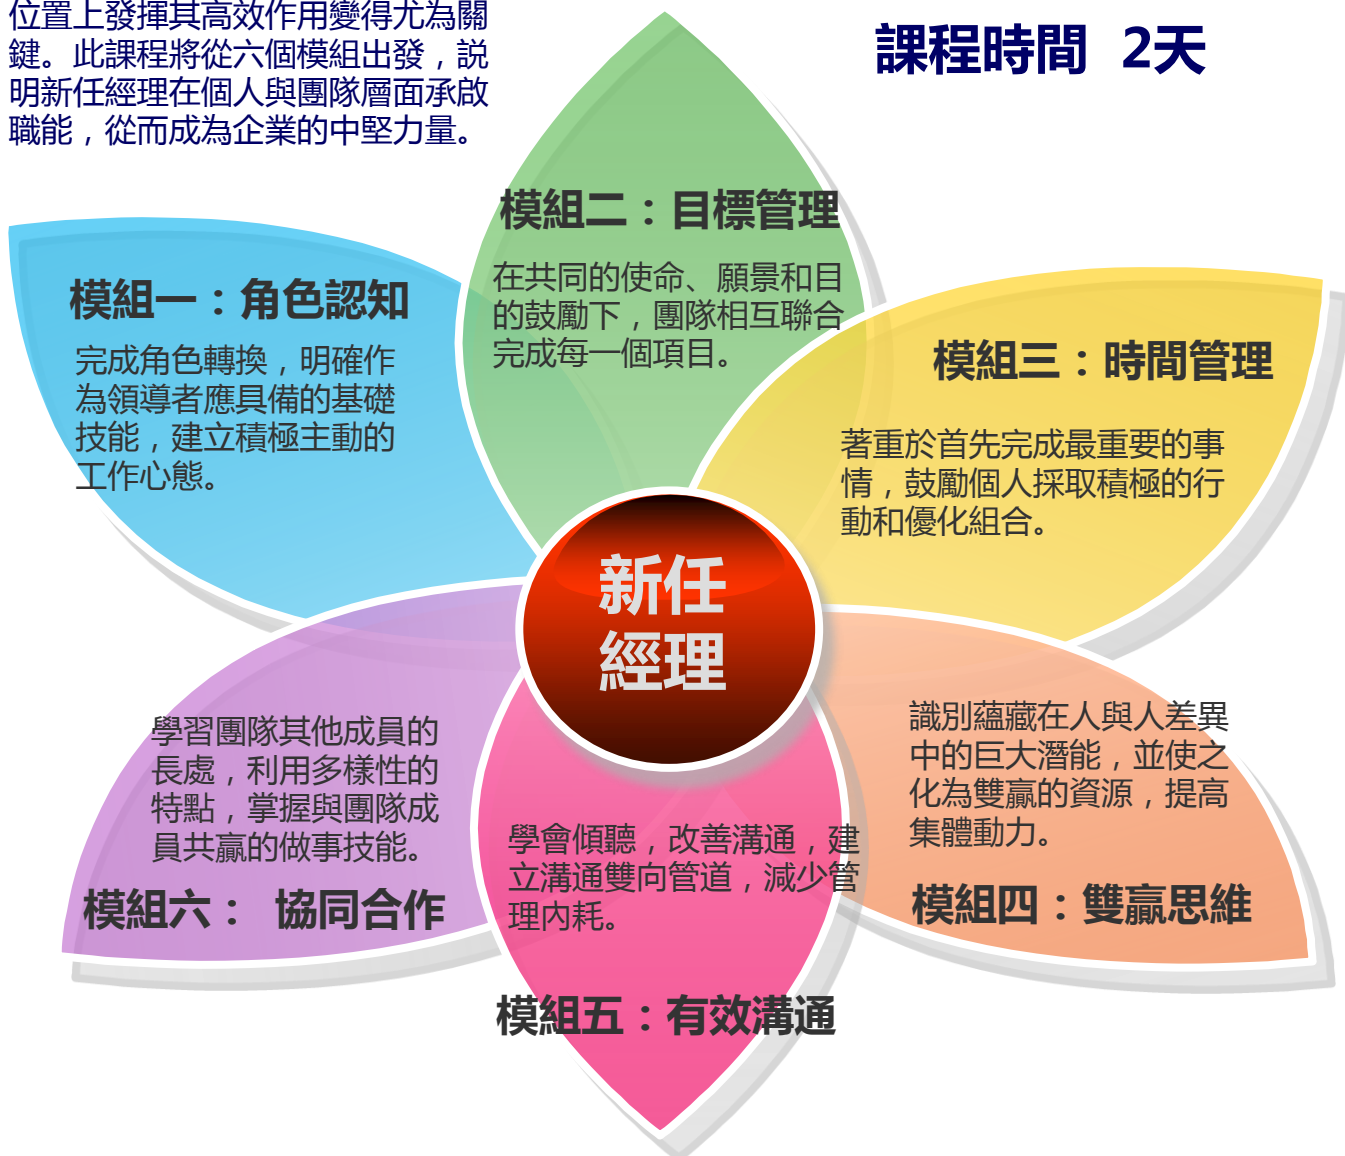 位置上發揮其高效作用變得尤為關
鍵。此課程將從六個模組出發，説
明新任經理在個人與團隊層面承啟
職能，從而成為企業的中堅力量。
課程時間 2天
模組一：角色認知
完成角色轉換，明確作
為領導者應具備的基礎
技能，建立積極主動的
工作心態。
模組二：目標管理
在共同的使命、願景和目
的鼓勵下，團隊相互聯合
完成每一個項目。
模組三：時間管理
著重於首先完成最重要的事
情，鼓勵個人採取積極的行
動和優化組合。
新任
經理
識別蘊藏在人與人差異
中的巨大潛能，並使之
化為雙贏的資源，提高
集體動力。
模組四：雙贏思維
學會傾聽，改善溝通，建
立溝通雙向管道，減少管
理內耗。
模組五：有效溝通
學習團隊其他成員的
長處，利用多樣性的
特點，掌握與團隊成
員共贏的做事技能。
模組六： 協同合作